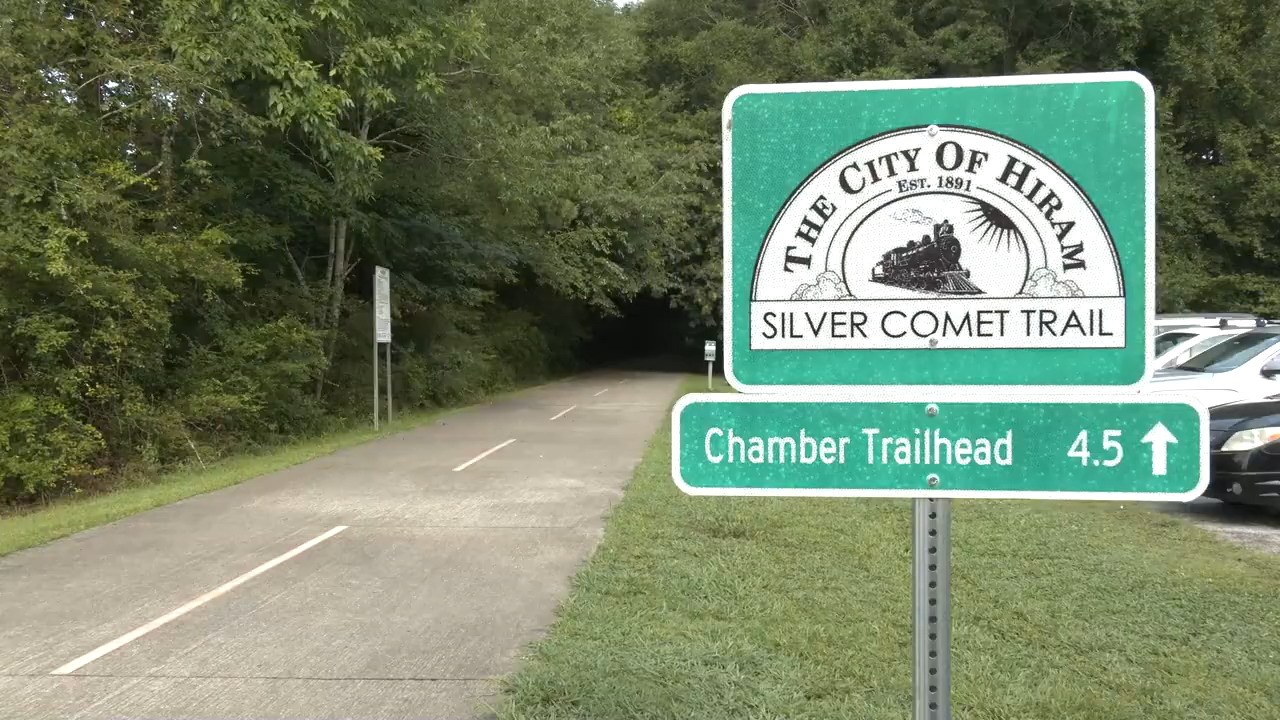 THE CITY OF HIRAM
EST. 1891
SILVER COMET TRAIL
Chamber Trailhead 4.5